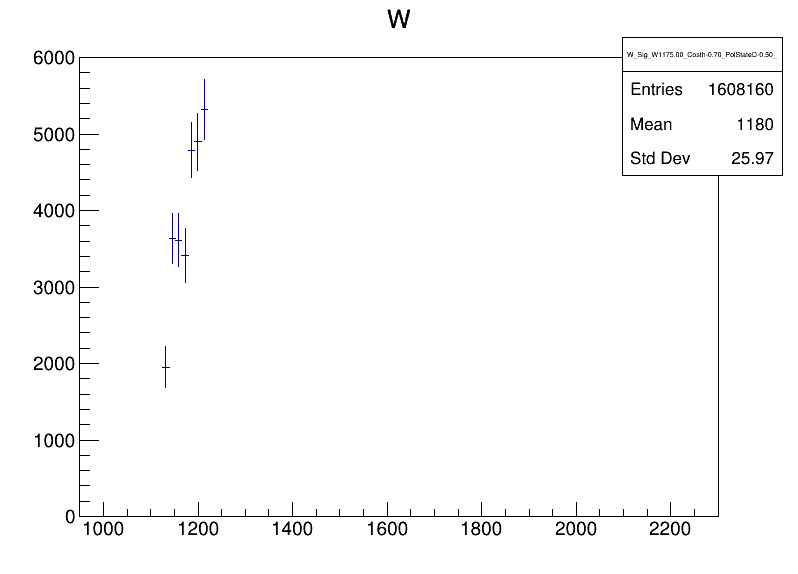 W
W_Sig_W1175.00_Costh-0.70_PolStateD-0.50_
Entries 1608160
Mean 1180
Std Dev 25.97
6000
5000
4000
3000
2000
1000
0
1000 1200 1400 1600 1800 2000 2200